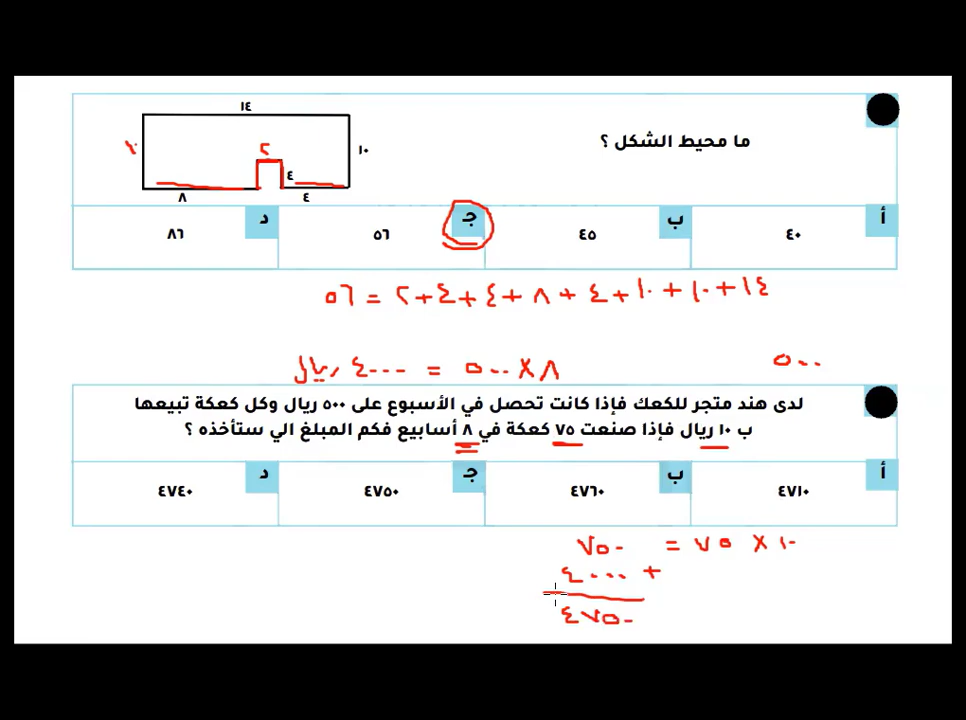 ١٤
١٠
٢
١٠
٤
٨
٤
ما محيط الشكل ؟
أ ٤٠ ب ٤٥ جـ ٥٦ د ٨٦
١٤ + ١٠ + ١٠ + ٤ + ٨ + ٤ + ٤ + ٢ = ٥٦
٥٠٠
٨ × ٥٠٠ = ٤٠٠٠ ريال
لدى هند متجر للكعك فإذا كانت تحصل في الأسبوع على ٥٠٠ ريال وكل كعكة تبيعها
ب ١٠ ريال فإذا صنعت ٧٥ كعكة في ٨ أسابيع فكم المبلغ الي ستأخذه ؟
أ ٤٧١٠ ب ٤٧٦٠ جـ ٤٧٥٠ د ٤٧٤٠
١٠ × ٧٥ = ٧٥٠
+ ٤٠٠٠
٤٧٥٠